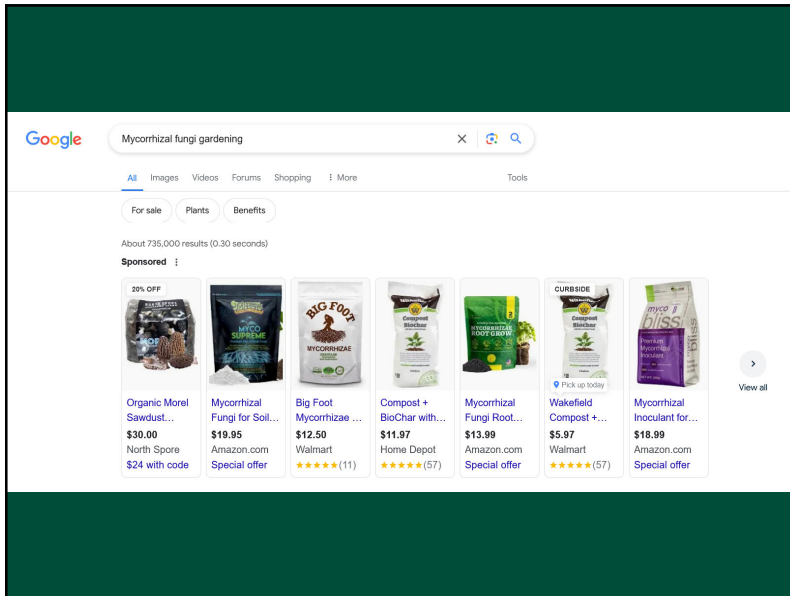 Google
Mycorrhizal fungi gardening
All Images Videos Forums Shopping More Tools
For sale Plants Benefits
About 735,000 results (0.30 seconds)
Sponsored
20% OFF
MYCO
SUPREME
BIG FOOT
MYCORRHIZAE
Compost
Biochar
MYCORRHIZAE
ROOT GROW
CURBSIDE
Compost
Biochar
Pick up today
myco
bliss
Premium
Mycorrhizal
Inoculant
View all
Organic Morel
Sawdust...
$30.00
North Spore
$24 with code
Mycorrhizal
Fungi for Soil...
$19.95
Amazon.com
Special offer
Big Foot
Mycorrhizae ...
$12.50
Walmart
(11)
Compost +
BioChar with...
$11.97
Home Depot
(57)
Mycorrhizal
Fungi Root...
$13.99
Amazon.com
Special offer
Wakefield
Compost +...
$5.97
Walmart
(57)
Mycorrhizal
Inoculant for...
$18.99
Amazon.com
Special offer